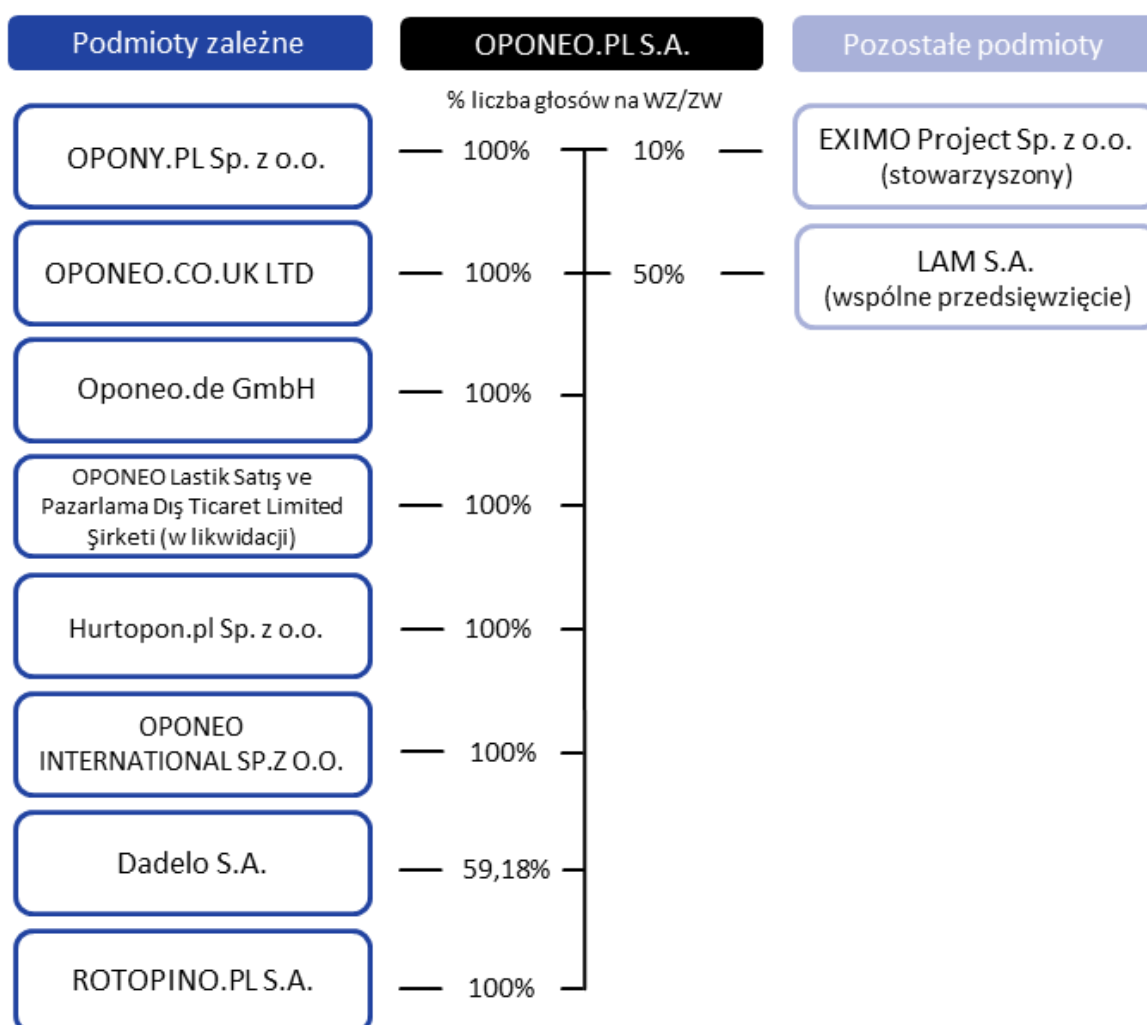 Podmioty zależne
OPONEO.PL S.A.
Pozostałe podmioty
% liczba głosów na WZ/ZW
OPONY.PL Sp. z o.o.
100%
10%
EXIMO Project Sp. z o.o.
(stowarzyszony)
OPONEO.CO.UK LTD
100%
50%
LAM S.A.
(wspólne przedsięwzięcie)
Oponeo.de GmbH
100%
OPONEO Lastik Satış ve
Pazarlama Dış Ticaret Limited
Şirketi (w likwidacji)
100%
Hurtopon.pl Sp. z o.o.
100%
OPONEO
INTERNATIONAL SP.Z O.O.
100%
Dadelo S.A.
59,18%
ROTOPINO.PL S.A.
100%